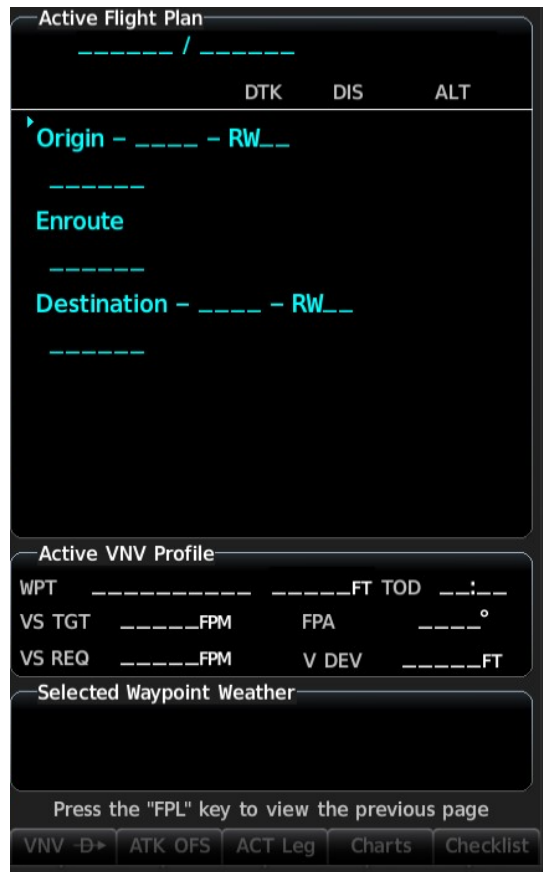 Active Flight Plan
______ / ______
DTK DIS ALT
Origin – ____ – RW__
______
Enroute
______
Destination – ____ – RW__
______
Active VNV Profile
WPT __________ _____FT TOD __:__
VS TGT _____FPM FPA ____°
VS REQ _____FPM V DEV _____FT
Selected Waypoint Weather
Press the "FPL" key to view the previous page
VNV -D→ ATK OFS ACT Leg Charts Checklist